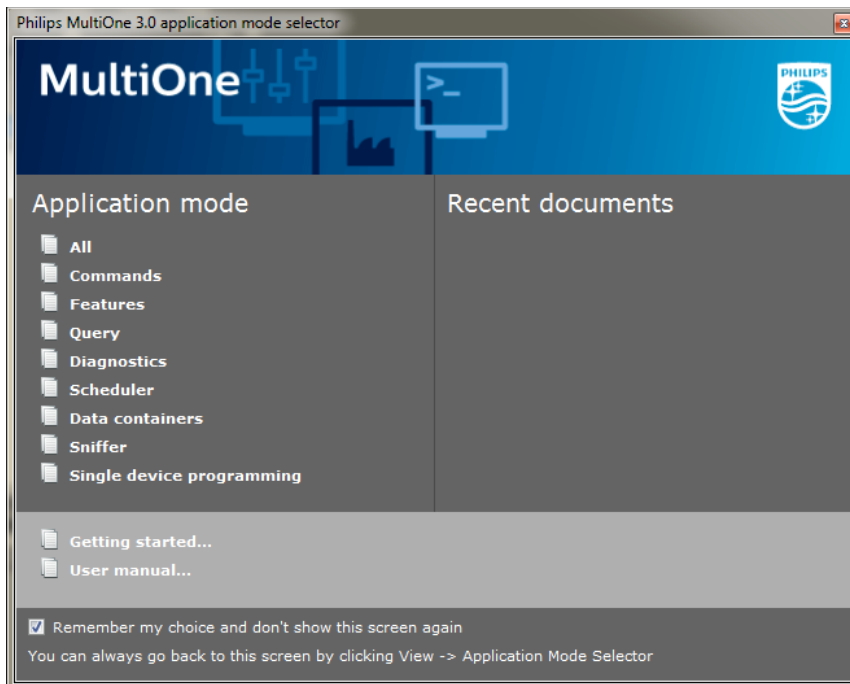 Philips MultiOne 3.0 application mode selector
MultiOne
>_
PHILIPS
Application mode
All
Commands
Features
Query
Diagnostics
Scheduler
Data containers
Sniffer
Single device programming
Recent documents
Getting started...
User manual...
Remember my choice and don't show this screen again
You can always go back to this screen by clicking View -> Application Mode Selector